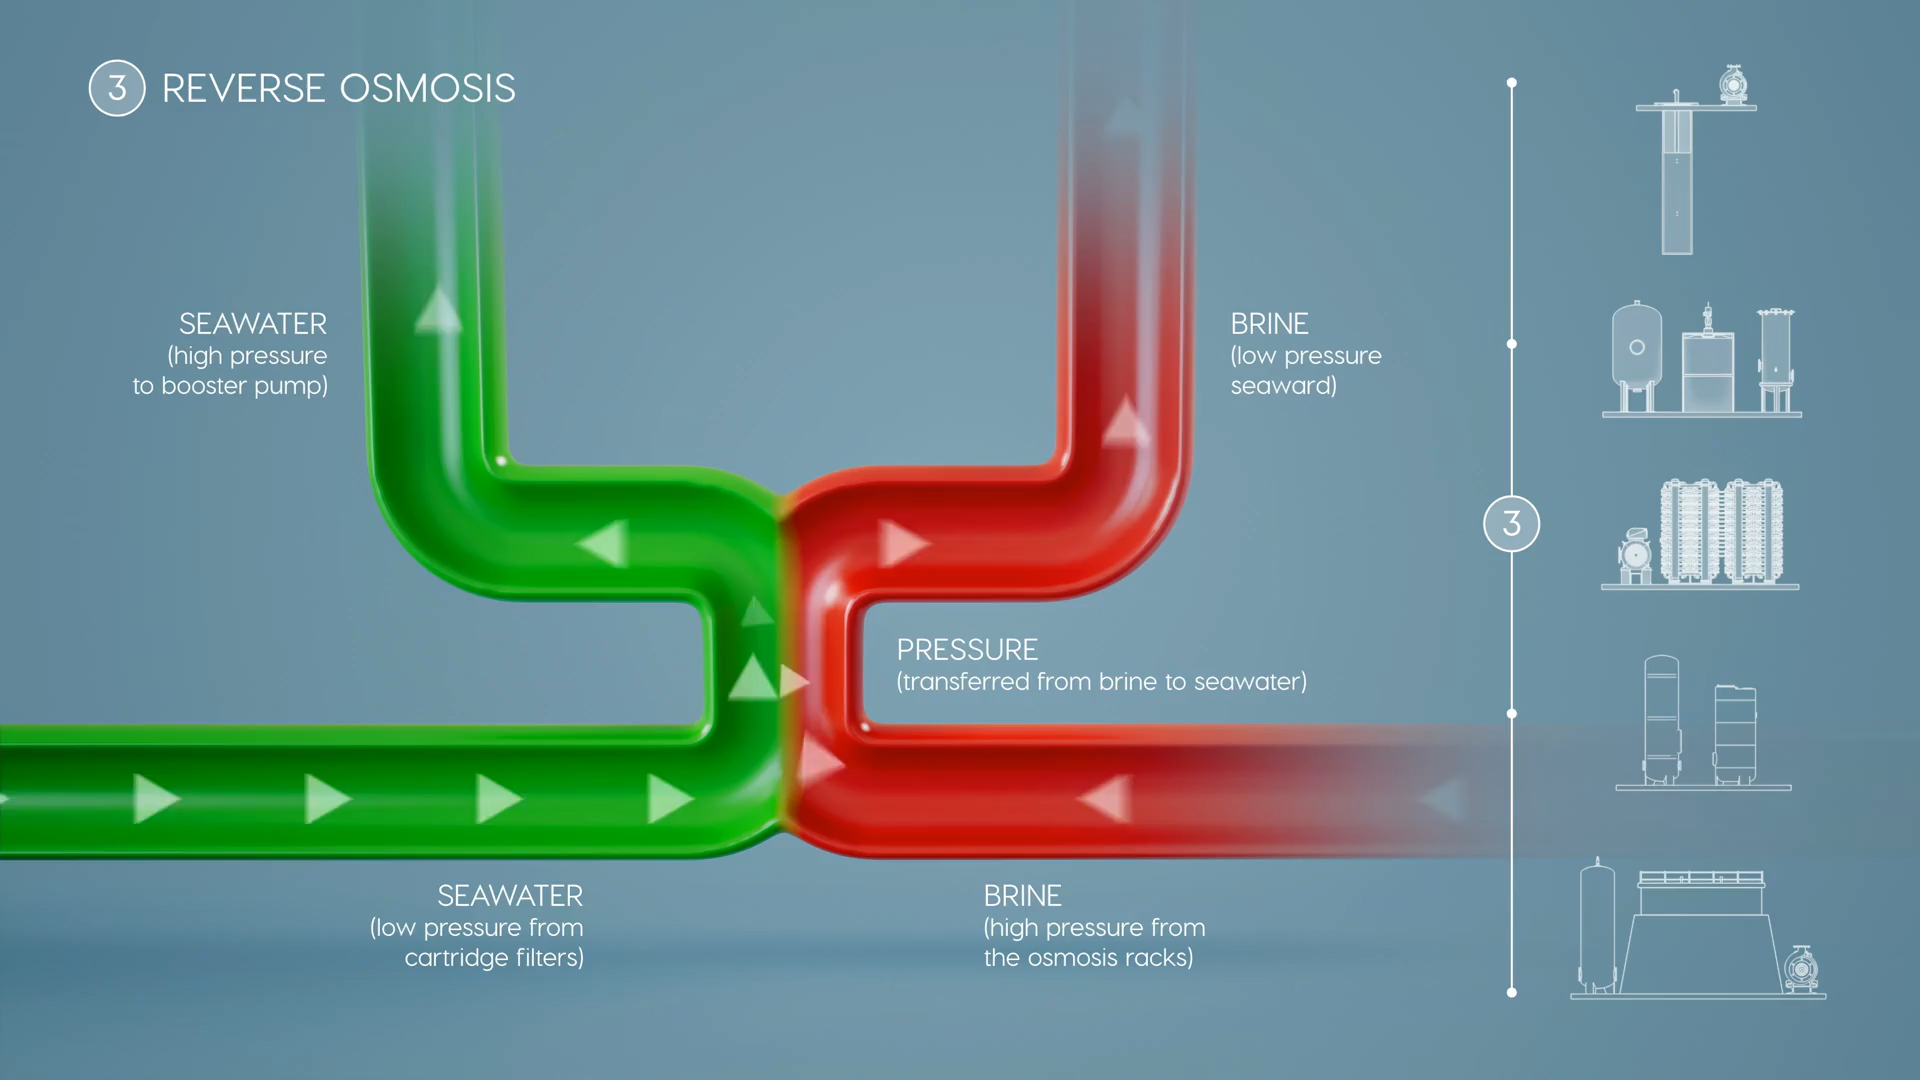 3 REVERSE OSMOSIS
SEAWATER
(high pressure
to booster pump)
BRINE
(low pressure
seaward)
3
PRESSURE
(transferred from brine to seawater)
SEAWATER
(low pressure from
cartridge filters)
BRINE
(high pressure from
the osmosis racks)